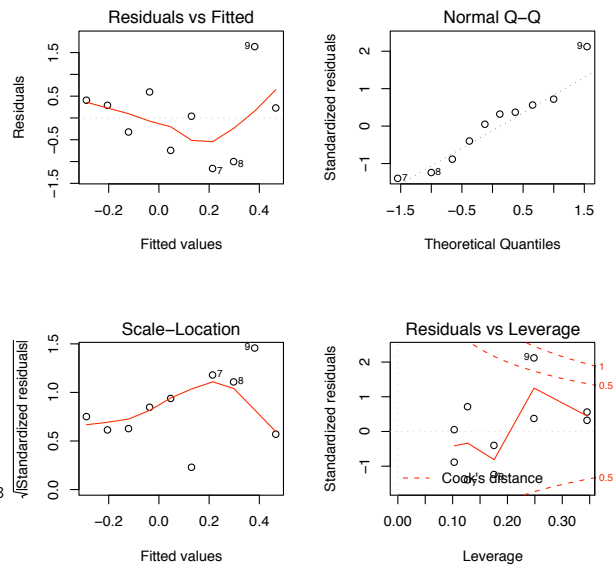 Residuals vs Fitted
Residuals
1.5
0.5
−0.5
−1.5
9
7
8
−0.2 0.0 0.2 0.4
Fitted values
Normal Q−Q
Standardized residuals
2
1
0
−1
9
7
8
−1.5 −0.5 0.5 1.5
Theoretical Quantiles
Scale−Location
√|Standardized residuals|
1.5
1.0
0.5
0.0
9
7
8
−0.2 0.0 0.2 0.4
Fitted values
Residuals vs Leverage
Standardized residuals
2
1
0
−1
9
1
0.5
0.5
Cook's distance
0.00 0.10 0.20 0.30
Leverage